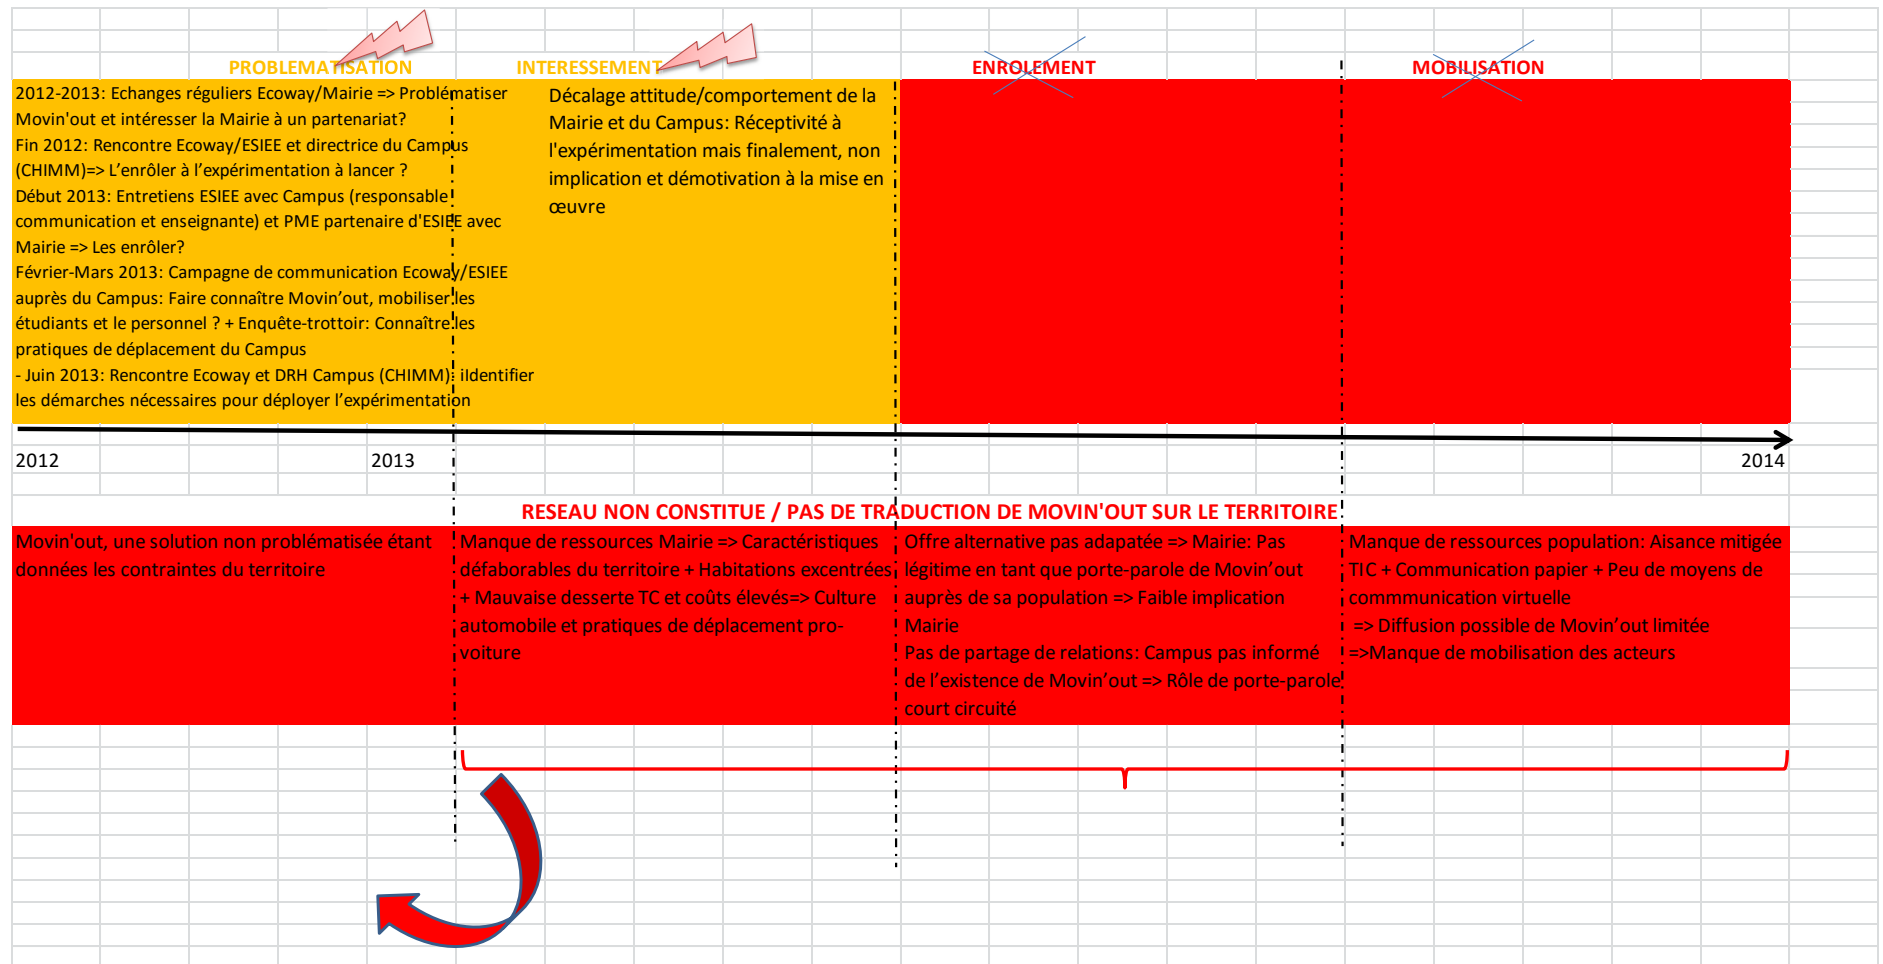 PROBLEMATISATION
INTERESSEMENT
ENROLEMENT
MOBILISATION
2012-2013: Echanges réguliers Ecoway/Mairie => Problématiser
Movin'out et intéresser la Mairie à un partenariat?
Fin 2012: Rencontre Ecoway/ESIEE et directrice du Campus
(CHIMM)=> L’enrôler à l’expérimentation à lancer ?
Début 2013: Entretiens ESIEE avec Campus (responsable
communication et enseignante) et PME partenaire d'ESIEE avec
Mairie => Les enrôler?
Février-Mars 2013: Campagne de communication Ecoway/ESIEE
auprès du Campus: Faire connaître Movin’out, mobiliser les
étudiants et le personnel ? + Enquête-trottoir: Connaître les
pratiques de déplacement du Campus
- Juin 2013: Rencontre Ecoway et DRH Campus (CHIMM): iIdentifier
les démarches nécessaires pour déployer l’expérimentation
Décalage attitude/comportement de la
Mairie et du Campus: Réceptivité à
l'expérimentation mais finalement, non
implication et démotivation à la mise en
œuvre
2012
2013
2014
RESEAU NON CONSTITUE / PAS DE TRADUCTION DE MOVIN'OUT SUR LE TERRITOIRE
Movin'out, une solution non problématisée étant
données les contraintes du territoire
Manque de ressources Mairie => Caractéristiques
défaborables du territoire + Habitations excentrées
+ Mauvaise desserte TC et coûts élevés=> Culture
automobile et pratiques de déplacement pro-
voiture
Offre alternative pas adapatée => Mairie: Pas
légitime en tant que porte-parole de Movin’out
auprès de sa population => Faible implication
Mairie
Pas de partage de relations: Campus pas informé
de l’existence de Movin’out => Rôle de porte-parole
court circuité
Manque de ressources population: Aisance mitigée
TIC + Communication papier + Peu de moyens de
commmunication virtuelle
=> Diffusion possible de Movin’out limitée
=>Manque de mobilisation des acteurs